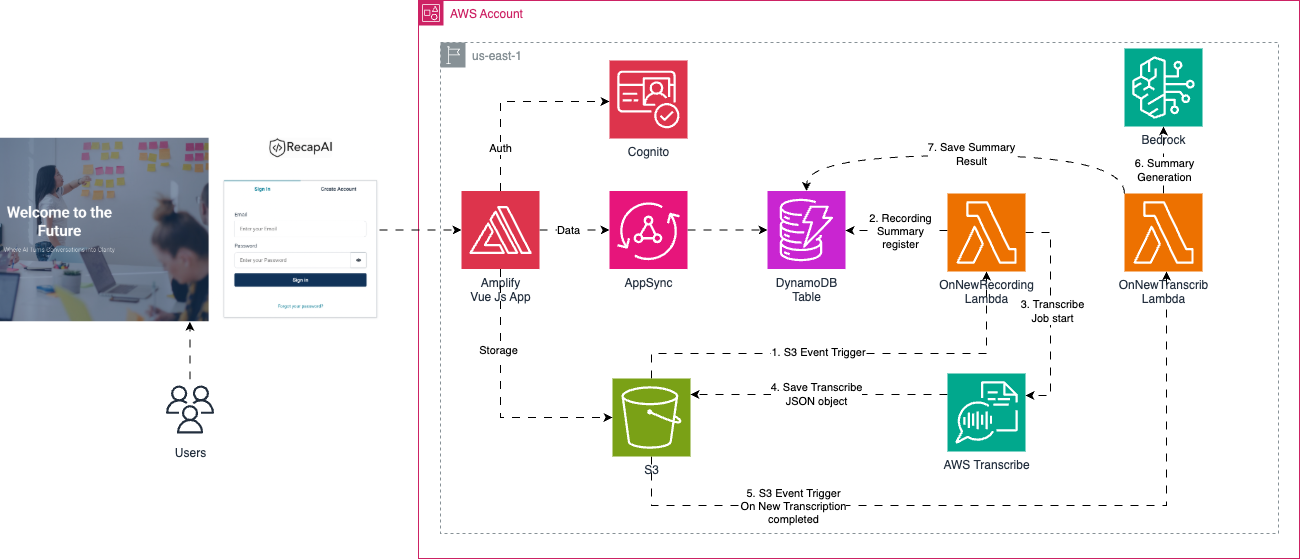 AWS Account
us-east-1
Cognito
Bedrock
Auth
RecapAI
Sign In
Create Account
Email
Enter your Email
Password
Enter your Password
Sign in
Forgot your password?
Welcome to the
Future
Where AI Turns Conversations Into Clarity
Users
Amplify
Vue Js App
Data
AppSync
DynamoDB
Table
7. Save Summary
Result
6. Summary
Generation
2. Recording
Summary
register
OnNewRecording
Lambda
OnNewTranscrib
Lambda
3. Transcribe
Job start
Storage
1. S3 Event Trigger
4. Save Transcribe
JSON object
S3
AWS Transcribe
5. S3 Event Trigger
On New Transcription
completed